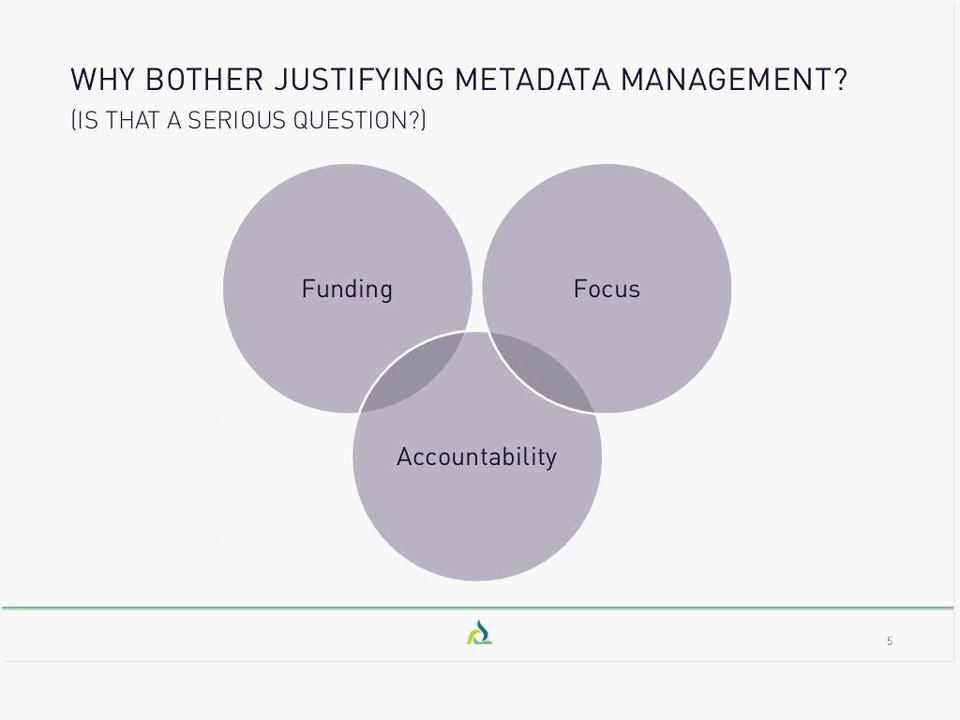 WHY BOTHER JUSTIFYING METADATA MANAGEMENT?
(IS THAT A SERIOUS QUESTION?)
Funding
Focus
Accountability
5